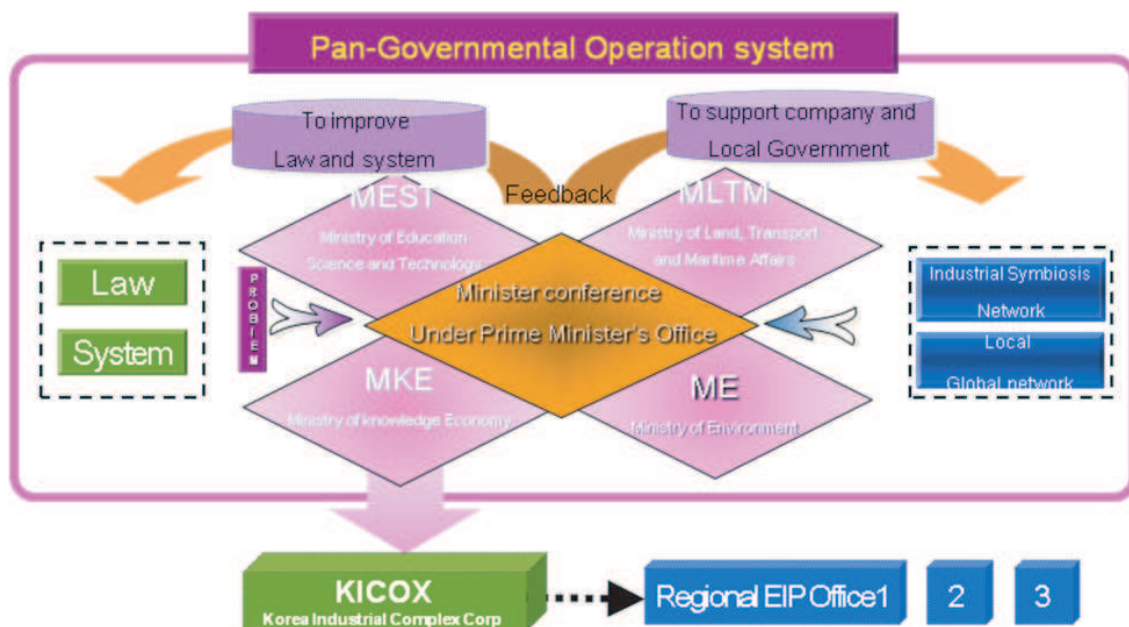 Pan-Governmental Operation system
To improve
Law and system
To support company and
Local Government
Feedback
MEST
Ministry of Education
Science and Technology
MLTM
Ministry of Land, Transport
and Maritime Affairs
Law
System
PROBIEM
Minister conference
Under Prime Minister's Office
Industrial Symbiosis
Network
Local
Global network
MKE
Ministry of knowledge Economy
ME
Ministry of Environment
KICOX
Korea Industrial Complex Corp
Regional EIP Office1
2
3